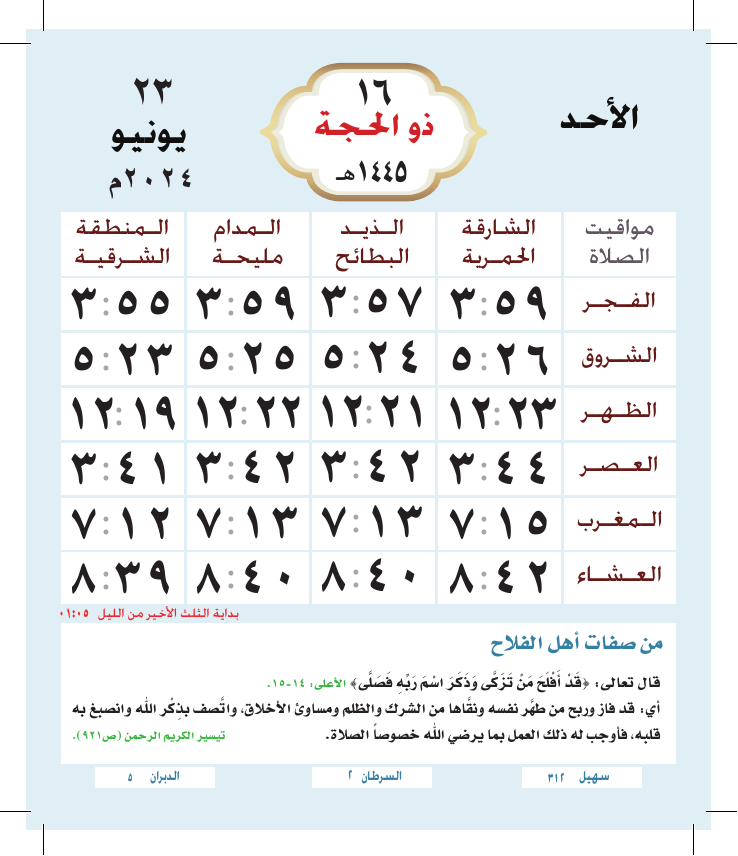 الأحد
١٦
ذو الحجة
١٤٤٥هـ
٢٣
يونيو
٢٠٢٤م
مواقيت الصلاة	الشارقة الحمرية	الـذيـد البطائح	المـدام مليحـة	المنطقة الشرقية
الفجر	٣:٥٩	٣:٥٧	٣:٥٩	٣:٥٥
الشروق	٥:٢٦	٥:٢٤	٥:٢٥	٥:٢٣
الظهر	١٢:٢٣	١٢:٢١	١٢:٢٢	١٢:١٩
العصر	٣:٤٤	٣:٤٢	٣:٤٢	٣:٤١
المغرب	٧:١٥	٧:١٣	٧:١٣	٧:١٢
العشاء	٨:٤٢	٨:٤٠	٨:٤٠	٨:٣٩
بداية الثلث الأخير من الليل ٠١:٠٥
من صفات أهل الفلاح
قال تعالى: ﴿قَدْ أَفْلَحَ مَنْ تَزَكَّى وَذَكَرَ اسْمَ رَبِّهِ فَصَلَّى﴾ الأعلى: ١٤-١٥.
أي: قد فاز وربح من طهَّر نفسه ونقَّاها من الشرك والظلم ومساوئ الأخلاق، واتَّصف بذِكْر الله وانصبغ به
قلبه، فأوجب له ذلك العمل بما يرضي الله خصوصاً الصلاة. تيسير الكريم الرحمن (ص٩٢١).
سهيل ٣١٢
السرطان ٢
الدبران ٥